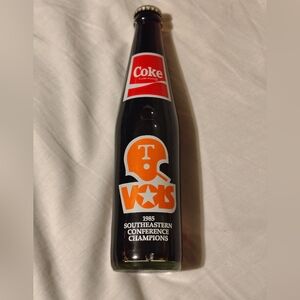 Coke
T
VOLS
1985
SOUTHEASTERN
CONFERENCE
CHAMPIONS